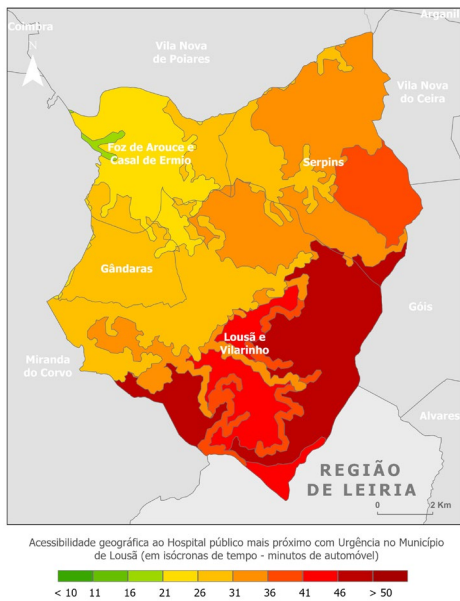 Coimbra
Arganil
N
Vila Nova
de Poiares
Vila Nova
do Ceira
Foz de Arouce e
Casal de Ermio
Serpins
Gândaras
Góis
Lousã e
Vilarinho
Miranda
do Corvo
Alvares
REGIÃO
DE LEIRIA
0 2 Km
Acessibilidade geográfica ao Hospital público mais próximo com Urgência no Município
de Lousã (em isócronas de tempo - minutos de automóvel)
< 10 11 16 21 26 31 36 41 46 > 50